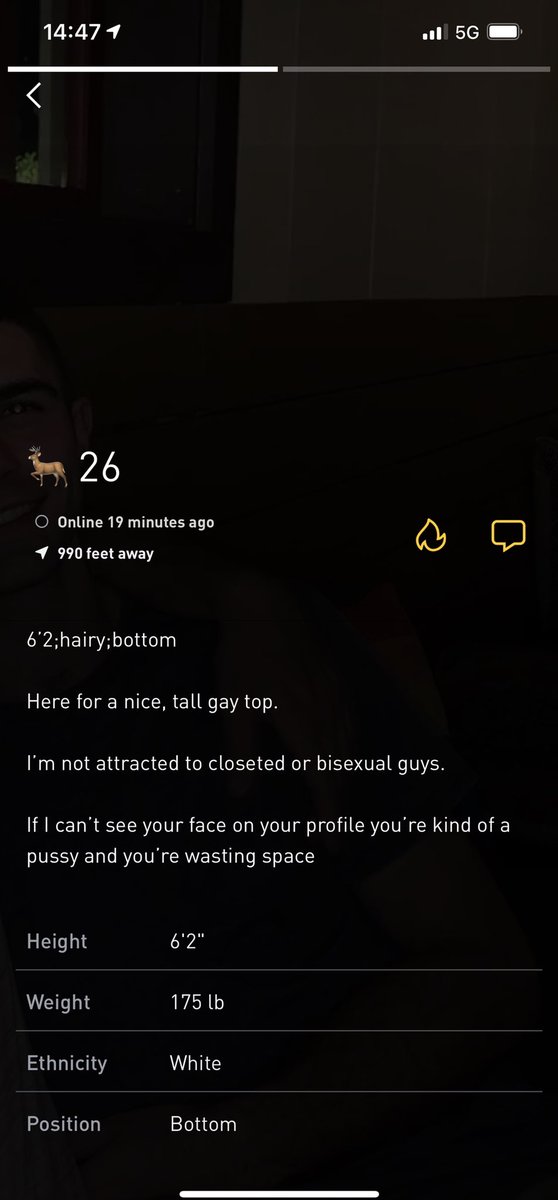 14:47
5G
26
Online 19 minutes ago
990 feet away
6’2;hairy;bottom
Here for a nice, tall gay top.
I’m not attracted to closeted or bisexual guys.
If I can’t see your face on your profile you’re kind of a
pussy and you’re wasting space
Height 6'2"
Weight 175 lb
Ethnicity White
Position Bottom